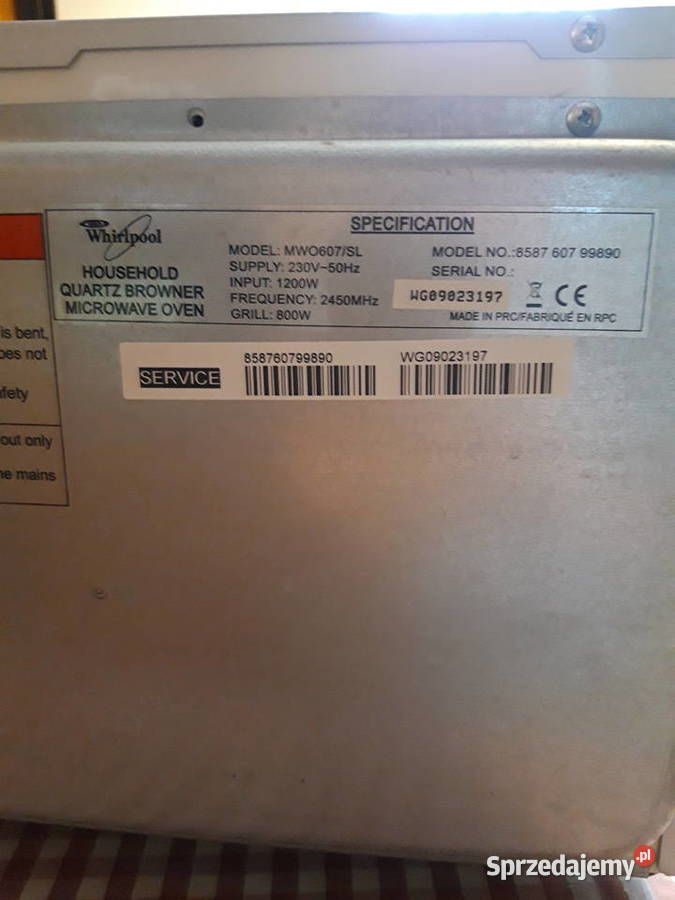 Whirlpool
HOUSEHOLD
QUARTZ BROWNER
MICROWAVE OVEN
SPECIFICATION
MODEL: MWO607/SL
SUPPLY: 230V~50Hz
INPUT: 1200W
FREQUENCY: 2450MHz
GRILL: 800W
MODEL NO.:8587 607 99890
SERIAL NO.:
WG09023197
CE
MADE IN PRC/FABRIQUÉ EN RPC
SERVICE
858760799890
WG09023197
is bent,
oes not
fety
out only
he mains
Sprzedajemy.pl